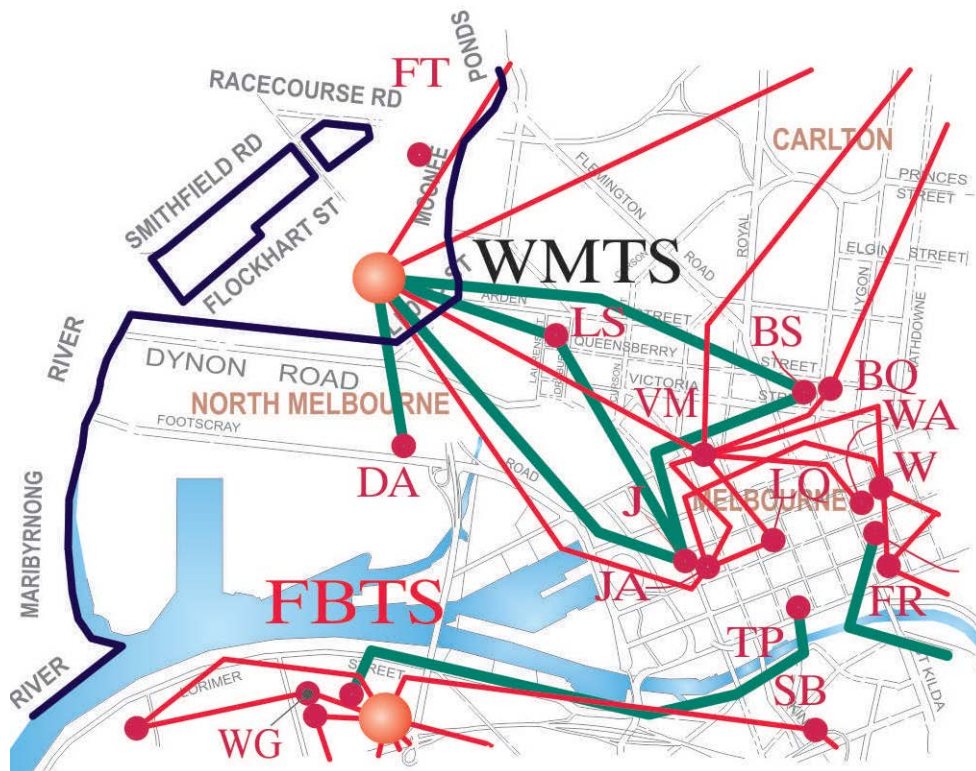 PONDS
FT
RACECOURSE RD
CARLTON
SMITHFIELD RD
MOONEE
FLEMINGTON
ROAD
ROYAL
PRINCES
STREET
FLOCKHART ST
WMTS
ELGIN STREET
LYGON
RATHDOWNE
ST
ARDEN
STREET
LS
BS
RIVER
DYNON ROAD
QUEENSBERRY
STREET
BQ
VICTORIA
NORTH MELBOURNE
VM
WA
FOOTSCRAY
ROAD
DA
LQ
W
J
MELBOURNE
MARIBYRNONG
JA
FR
FBTS
TP
ST KILDA
SB
STREET
LORIMER
RIVER
WG